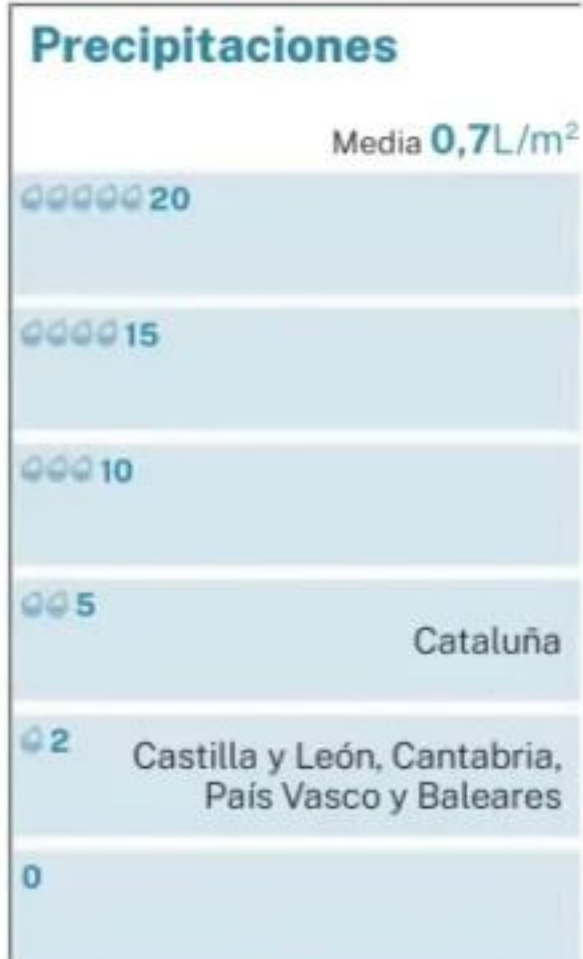 Precipitaciones
Media 0,7L/m²
20
15
10
5
Cataluña
2
Castilla y León, Cantabria,
País Vasco y Baleares
0